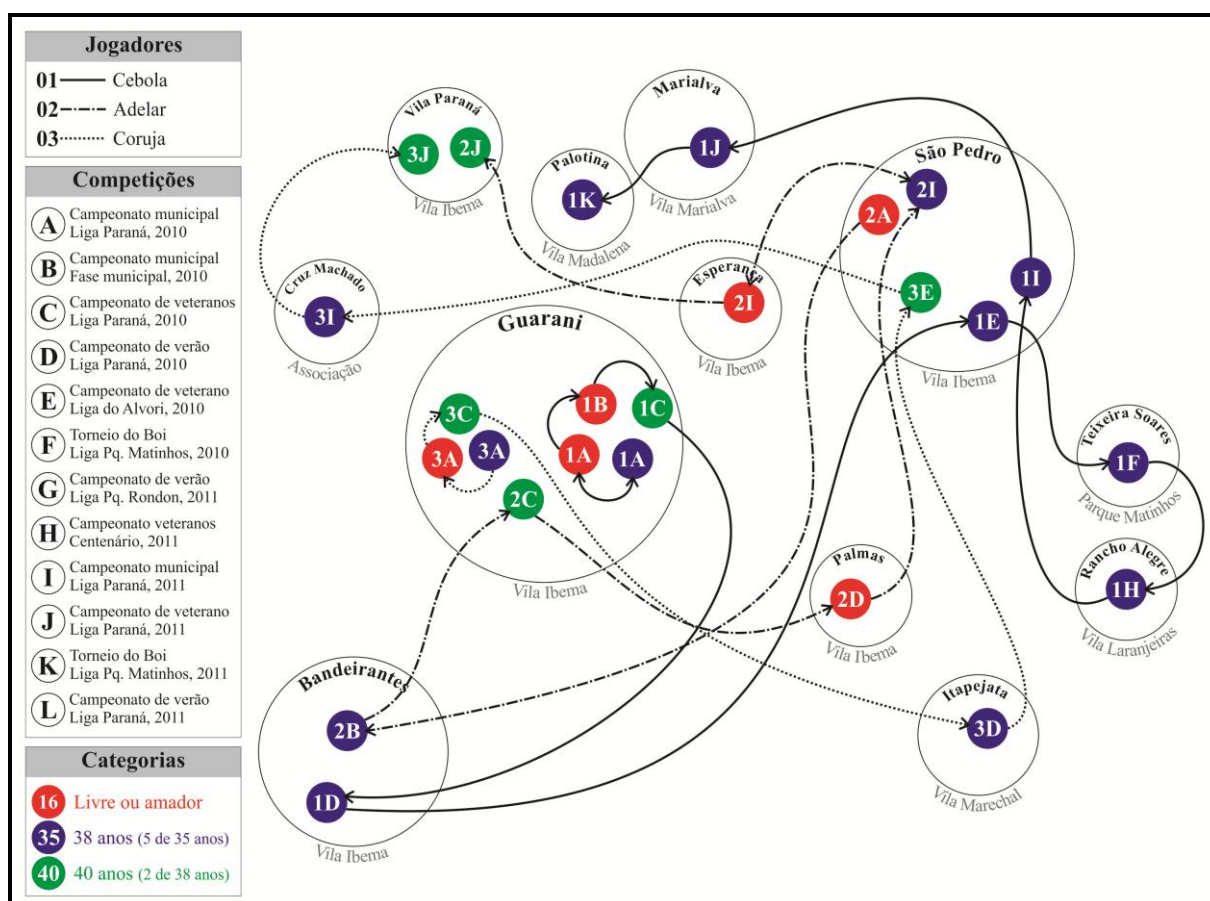 Jogadores
01 Cebola
02 Adelar
03 Coruja
Competições
A Campeonato municipal
Liga Paraná, 2010
B Campeonato municipal
Fase municipal, 2010
C Campeonato de veteranos
Liga Paraná, 2010
D Campeonato de verão
Liga Paraná, 2010
E Campeonato de veterano
Liga do Alvori, 2010
F Torneio do Boi
Liga Pq. Matinhos, 2010
G Campeonato de verão
Liga Pq. Rondon, 2011
H Campeonato veteranos
Centenário, 2011
I Campeonato municipal
Liga Paraná, 2011
J Campeonato de veterano
Liga Paraná, 2011
K Torneio do Boi
Liga Pq. Matinhos, 2011
L Campeonato de verão
Liga Paraná, 2011
Categorias
16 Livre ou amador
35 38 anos (5 de 35 anos)
40 40 anos (2 de 38 anos)
Vila Paraná
3J
2J
Vila Ibema
Palotina
1K
Vila Madalena
Marialva
1J
Vila Marialva
São Pedro
2I
2A
1I
3E
1E
Vila Ibema
Cruz Machado
3I
Associação
Esperança
2I
Vila Ibema
Guarani
1B
1C
3C
3A
3A
1A
1A
2C
Vila Ibema
Teixeira Soares
1F
Parque Matinhos
Rancho Alegre
1H
Vila Laranjeiras
Palmas
2D
Vila Ibema
Bandeirantes
2B
1D
Vila Ibema
Itapejata
3D
Vila Marechal